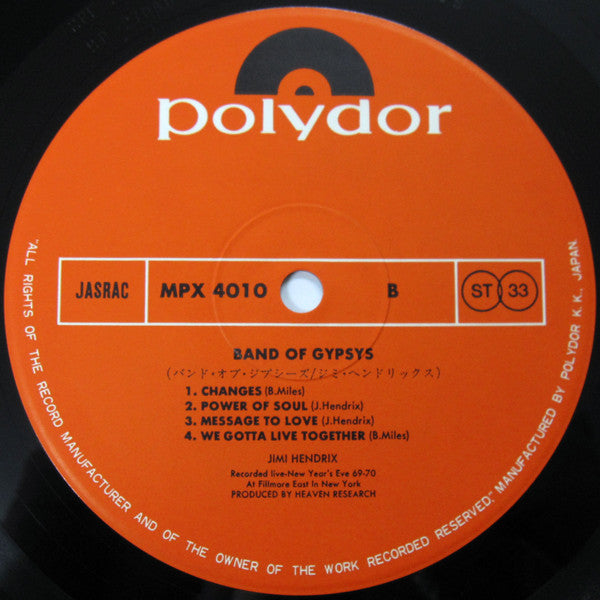 polydor
JASRAC MPX 4010 B ST 33
BAND OF GYPSYS
(バンド・オブ・ジプシーズ/ジミ・ヘンドリックス)
1. CHANGES (B.Miles)
2. POWER OF SOUL (J.Hendrix)
3. MESSAGE TO LOVE (J.Hendrix)
4. WE GOTTA LIVE TOGETHER (B.Miles)
JIMI HENDRIX
Recorded live-New Year's Eve 69-70
At Fillmore East In New York
PRODUCED BY HEAVEN RESEARCH
"ALL RIGHTS OF THE RECORD MANUFACTURER AND OF THE OWNER OF THE WORK RECORDED RESERVED." MANUFACTURED BY POLYDOR K.K., JAPAN.